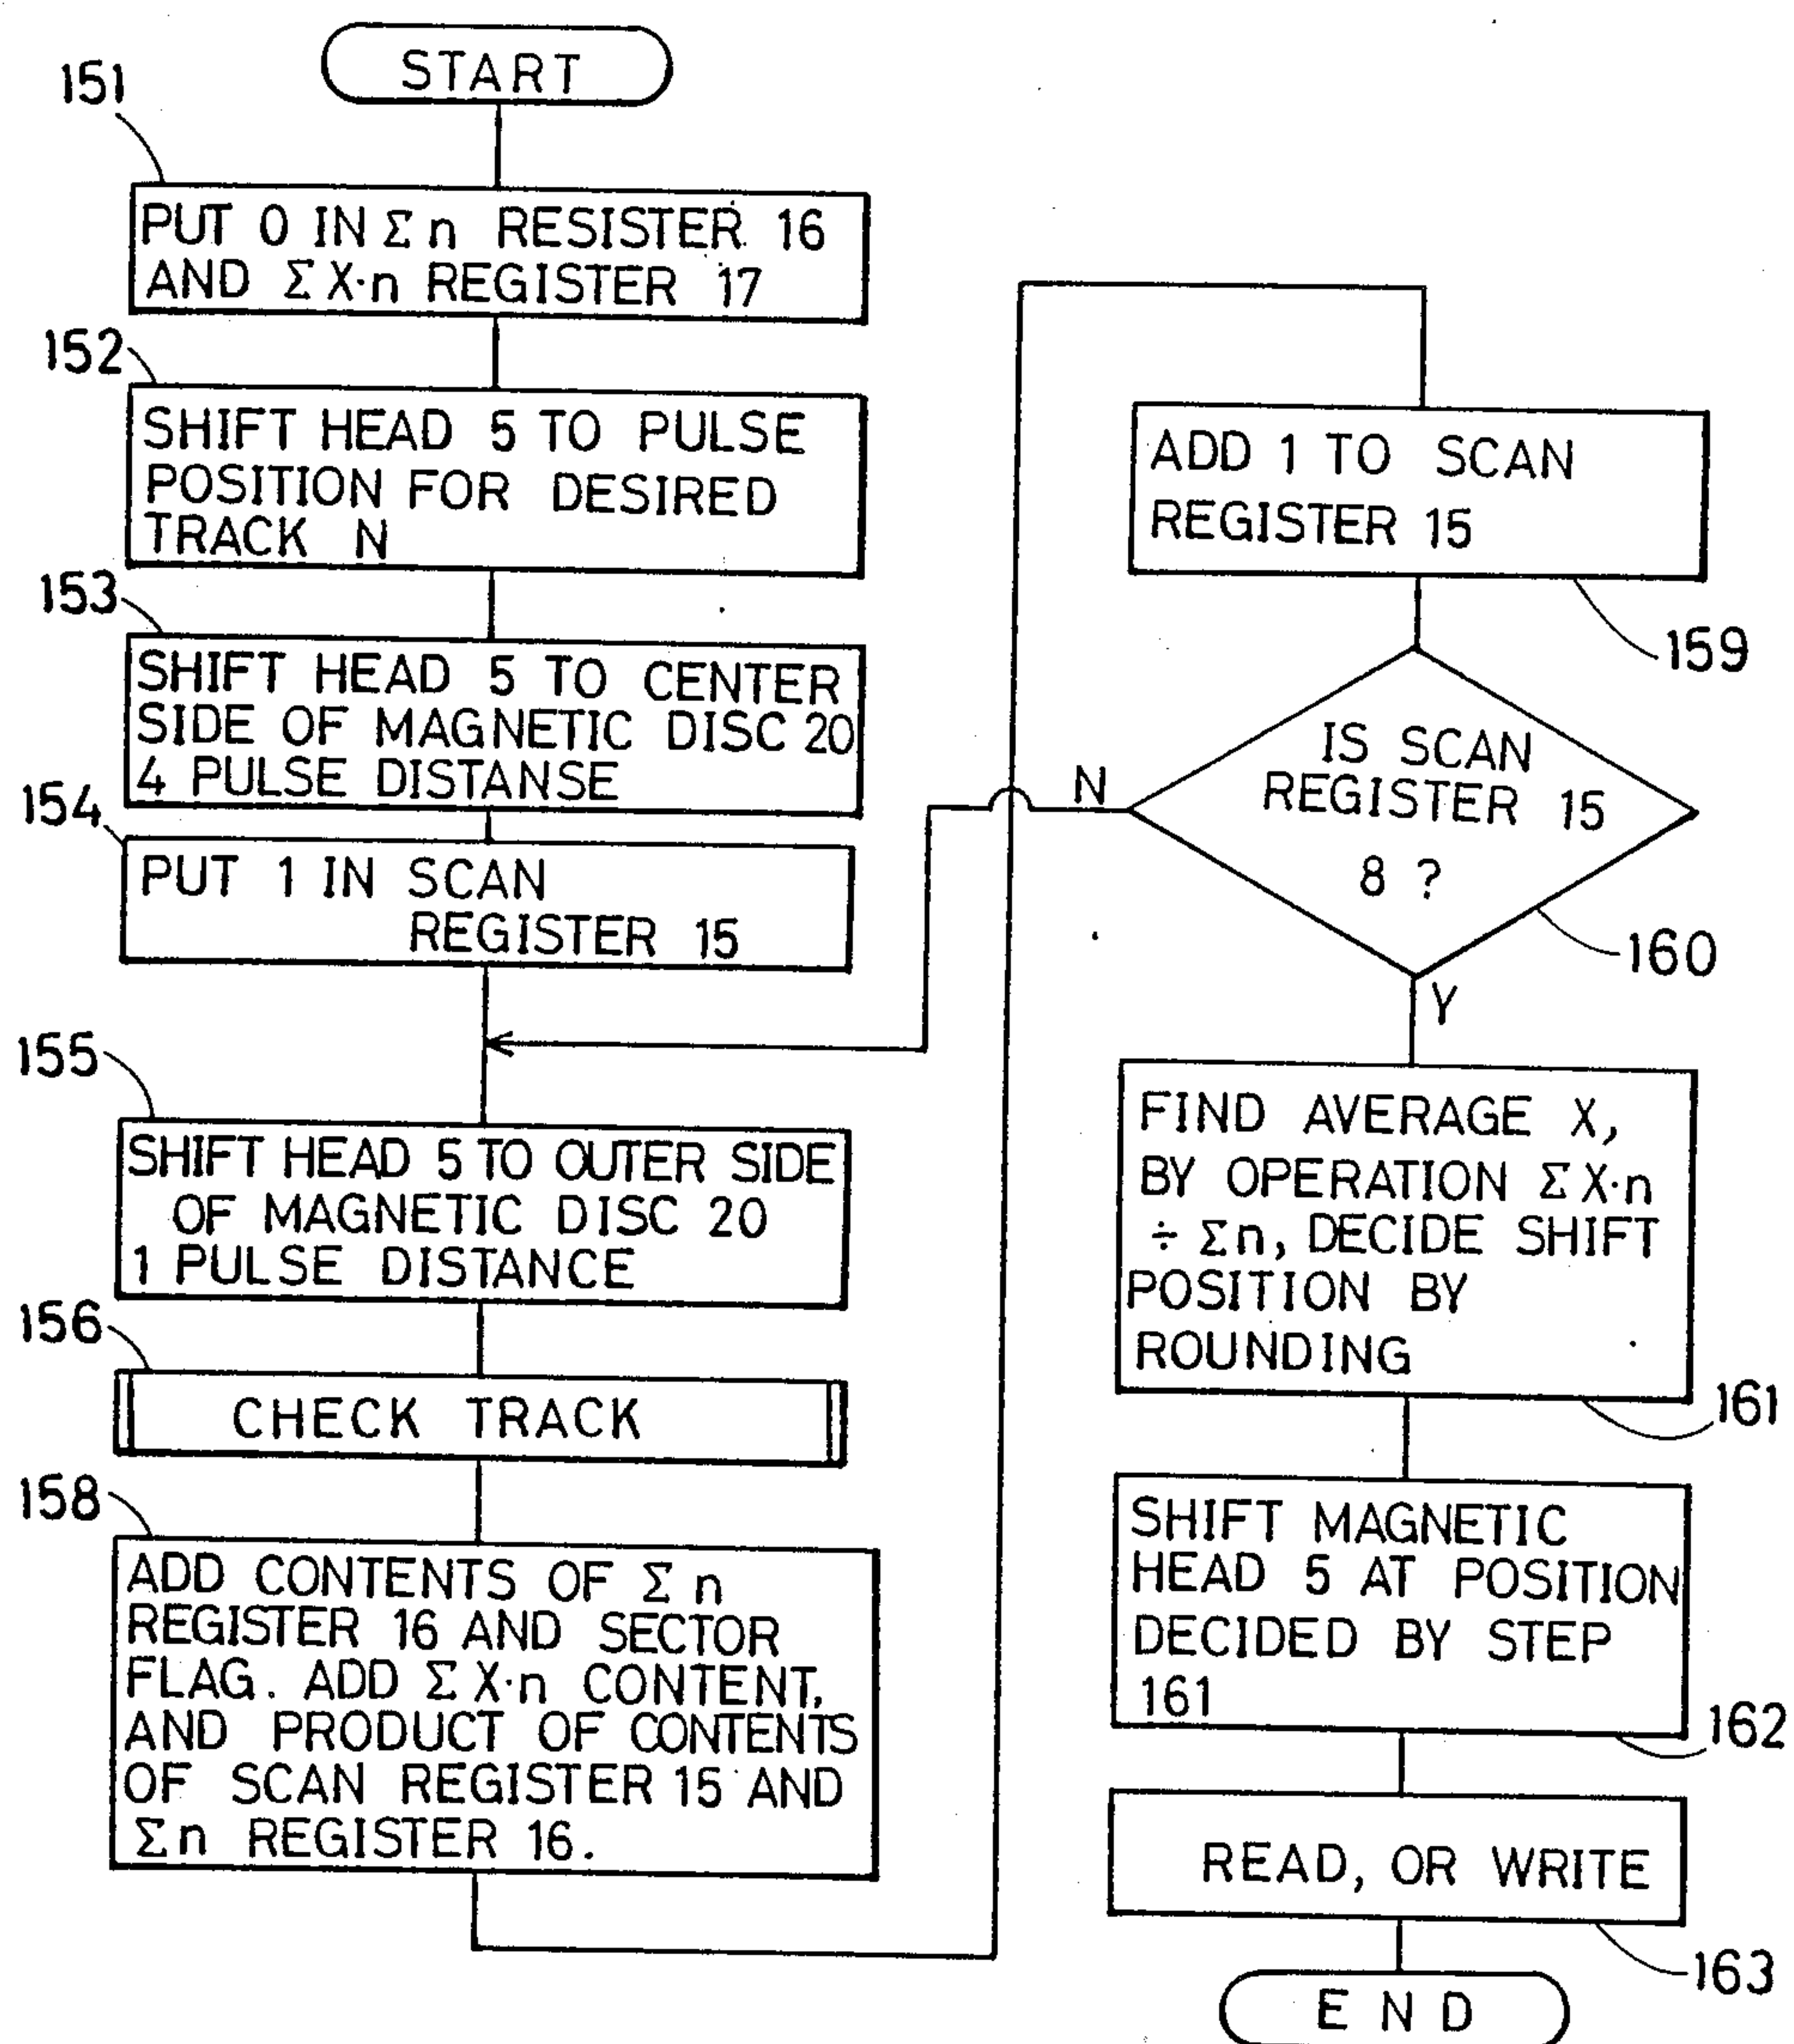 START
151
PUT 0 IN Σn RESISTER 16
AND ΣX·n REGISTER 17
152
SHIFT HEAD 5 TO PULSE
POSITION FOR DESIRED
TRACK N
153
SHIFT HEAD 5 TO CENTER
SIDE OF MAGNETIC DISC 20
4 PULSE DISTANSE
154
PUT 1 IN SCAN
REGISTER 15
155
SHIFT HEAD 5 TO OUTER SIDE
OF MAGNETIC DISC 20
1 PULSE DISTANCE
156
CHECK TRACK
158
ADD CONTENTS OF Σn
REGISTER 16 AND SECTOR
FLAG. ADD ΣX·n CONTENT,
AND PRODUCT OF CONTENTS
OF SCAN REGISTER 15 AND
Σn REGISTER 16.
ADD 1 TO SCAN
REGISTER 15
159
IS SCAN
REGISTER 15
8 ?
N
160
Y
FIND AVERAGE X,
BY OPERATION ΣX·n
÷ Σn, DECIDE SHIFT
POSITION BY
ROUNDING
161
SHIFT MAGNETIC
HEAD 5 AT POSITION
DECIDED BY STEP
161
162
READ, OR WRITE
163
END